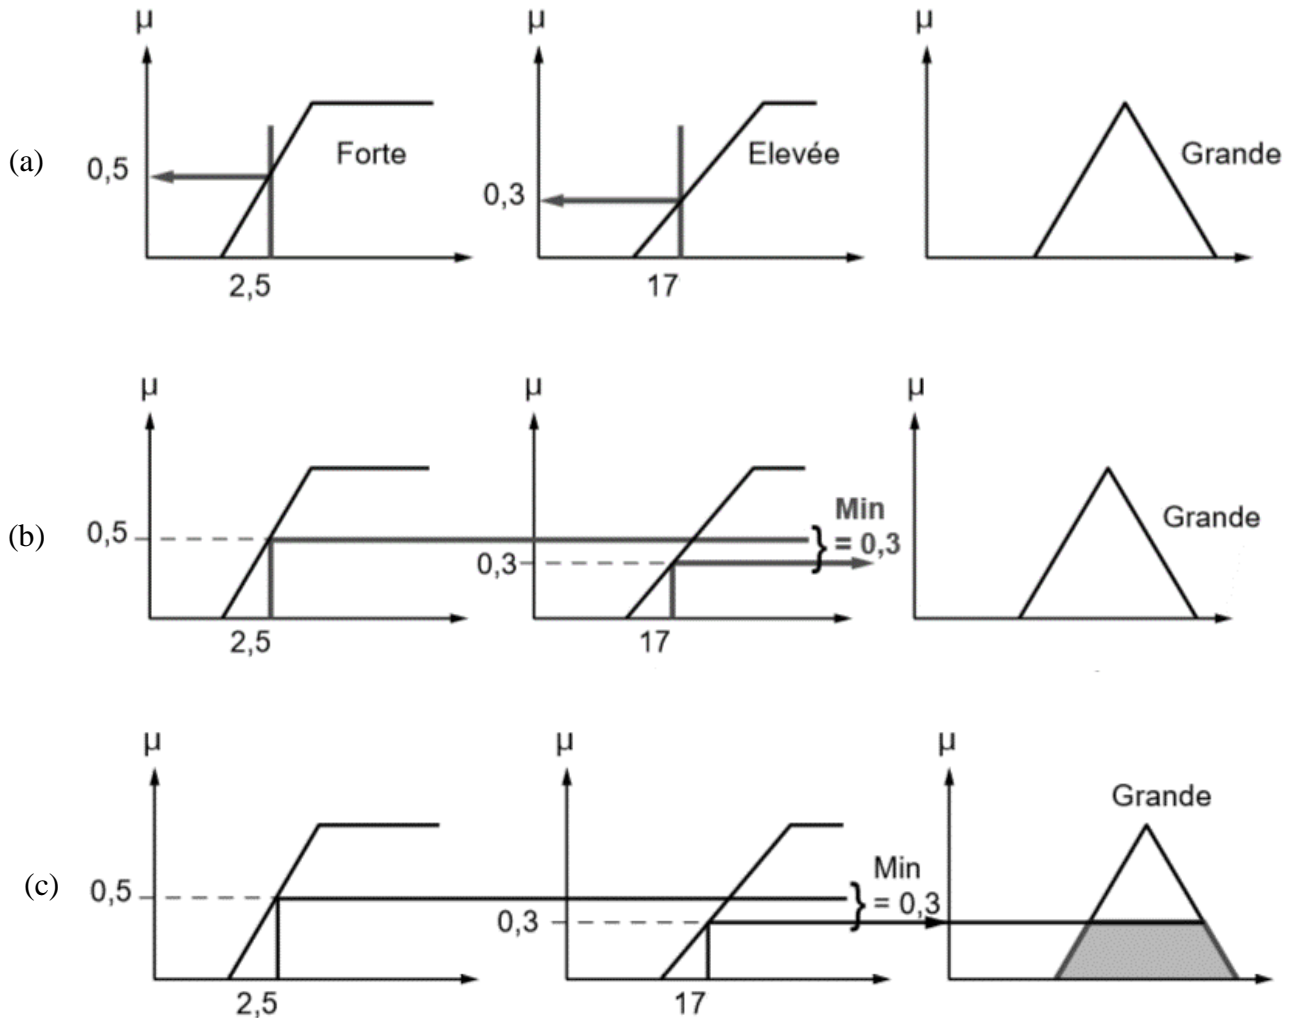 µ µ µ
(a) 0,5 Forte 0,3 Elevée Grande
2,5 17
µ µ µ
(b) 0,5 0,3 Min
= 0,3 Grande
2,5 17
µ µ µ
Grande
(c) 0,5 0,3 Min
= 0,3
2,5 17